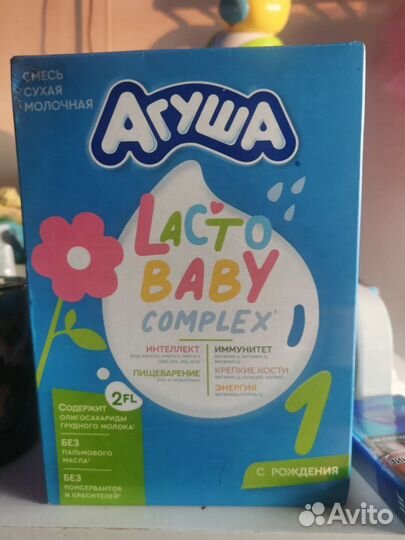 СМЕСЬ
СУХАЯ
МОЛОЧНАЯ
АГУША
LACTO
BABY
COMPLEX
ИНТЕЛЛЕКТ
ИММУНИТЕТ
ПИЩЕВАРЕНИЕ
КРЕПКИЕ КОСТИ
ЭНЕРГИЯ
2FL
СОДЕРЖИТ
ОЛИГОСАХАРИДЫ
ГРУДНОГО МОЛОКА
БЕЗ
ПАЛЬМОВОГО
МАСЛА
БЕЗ
КОНСЕРВАНТОВ
И КРАСИТЕЛЕЙ
1
С РОЖДЕНИЯ
Avito